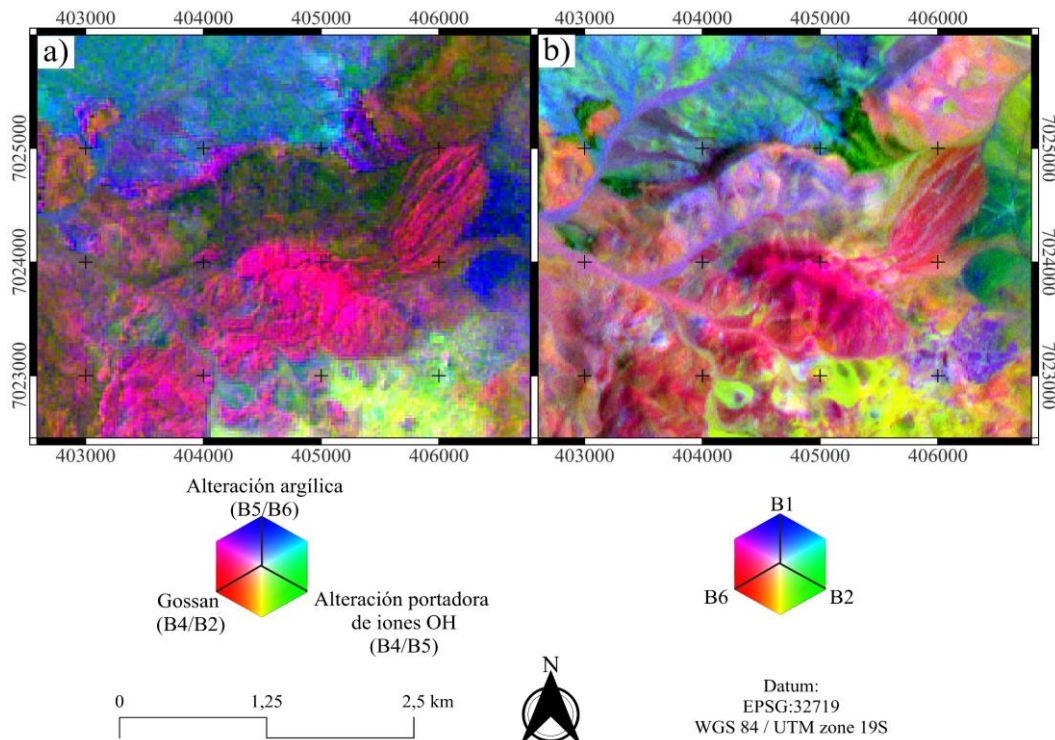 403000 404000 405000 406000 403000 404000 405000 406000
a)
b)
7025000
7024000
7023000
7025000
7024000
7023000
403000 404000 405000 406000 403000 404000 405000 406000
Alteración argílica
(B5/B6)
Gossan
(B4/B2)
Alteración portadora
de iones OH
(B4/B5)
B1
B6
B2
0 1,25 2,5 km
N
Datum:
EPSG:32719
WGS 84 / UTM zone 19S